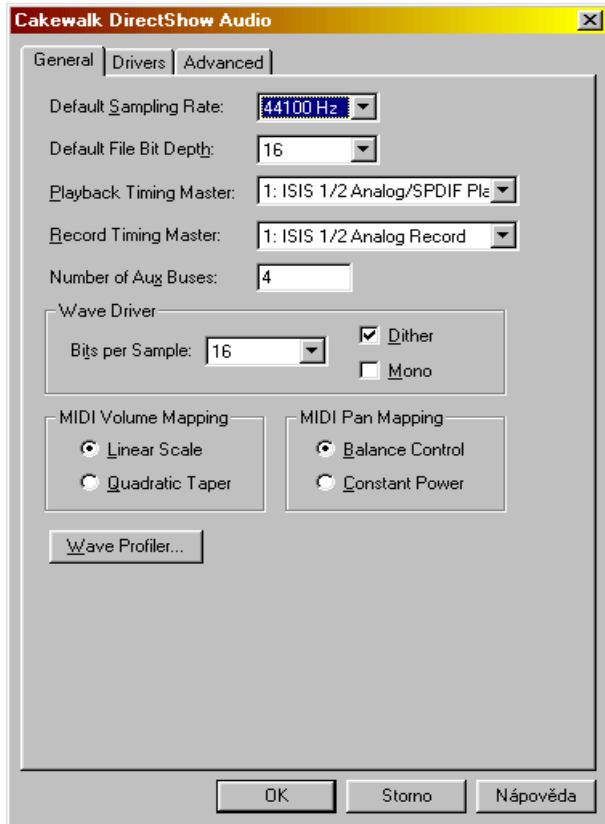 Cakewalk DirectShow Audio
General Drivers Advanced
Default Sampling Rate: 44100 Hz
Default File Bit Depth: 16
Playback Timing Master: 1: ISIS 1/2 Analog/SPDIF Pla
Record Timing Master: 1: ISIS 1/2 Analog Record
Number of Aux Buses: 4
Wave Driver
Bits per Sample: 16
Dither
Mono
MIDI Volume Mapping
Linear Scale
Quadratic Taper
MIDI Pan Mapping
Balance Control
Constant Power
Wave Profiler...
OK Storno Nápověda